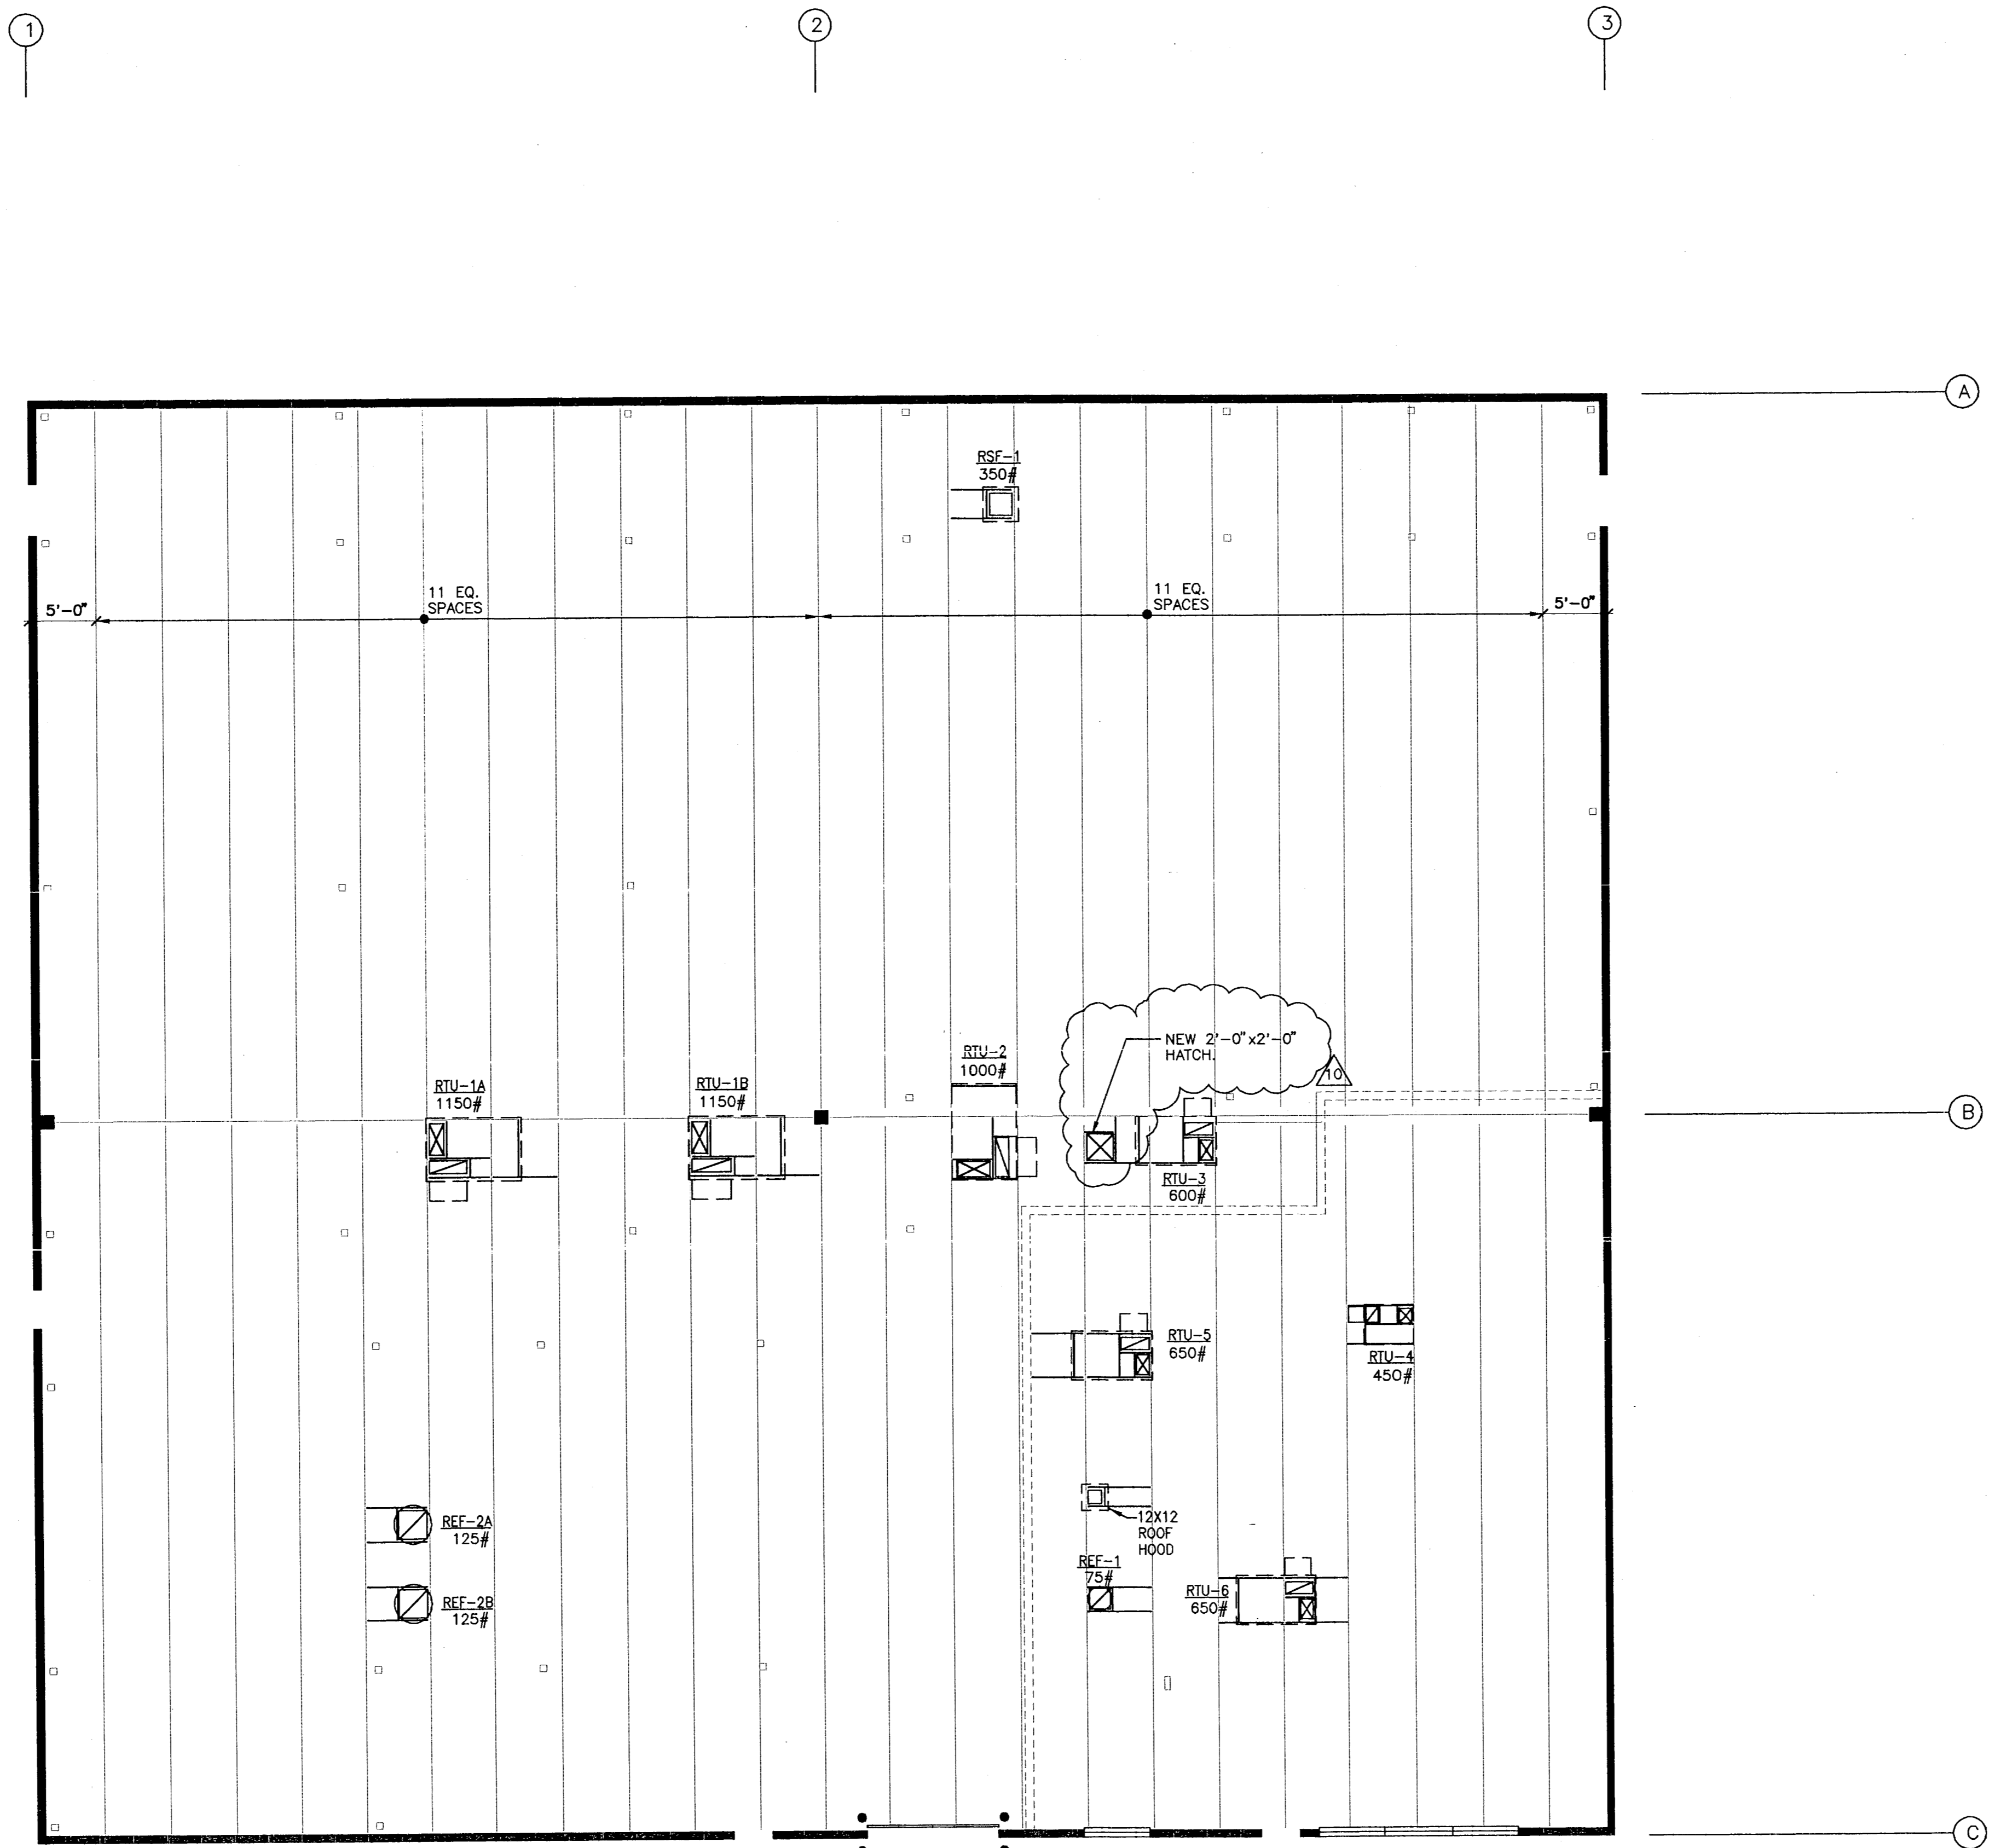 1
2
3
A
RSF-1
350#
11 EQ.
SPACES
11 EQ.
SPACES
5'-0"
5'-0"
NEW 2'-0"x2'-0"
HATCH.
RTU-2
1000#
10
RTU-1A
1150#
RTU-1B
1150#
B
RTU-3
600#
RTU-5
650#
RTU-4
450#
REF-2A
125#
12X12
ROOF
HOOD
REF-1
75#
RTU-6
650#
REF-2B
125#
C